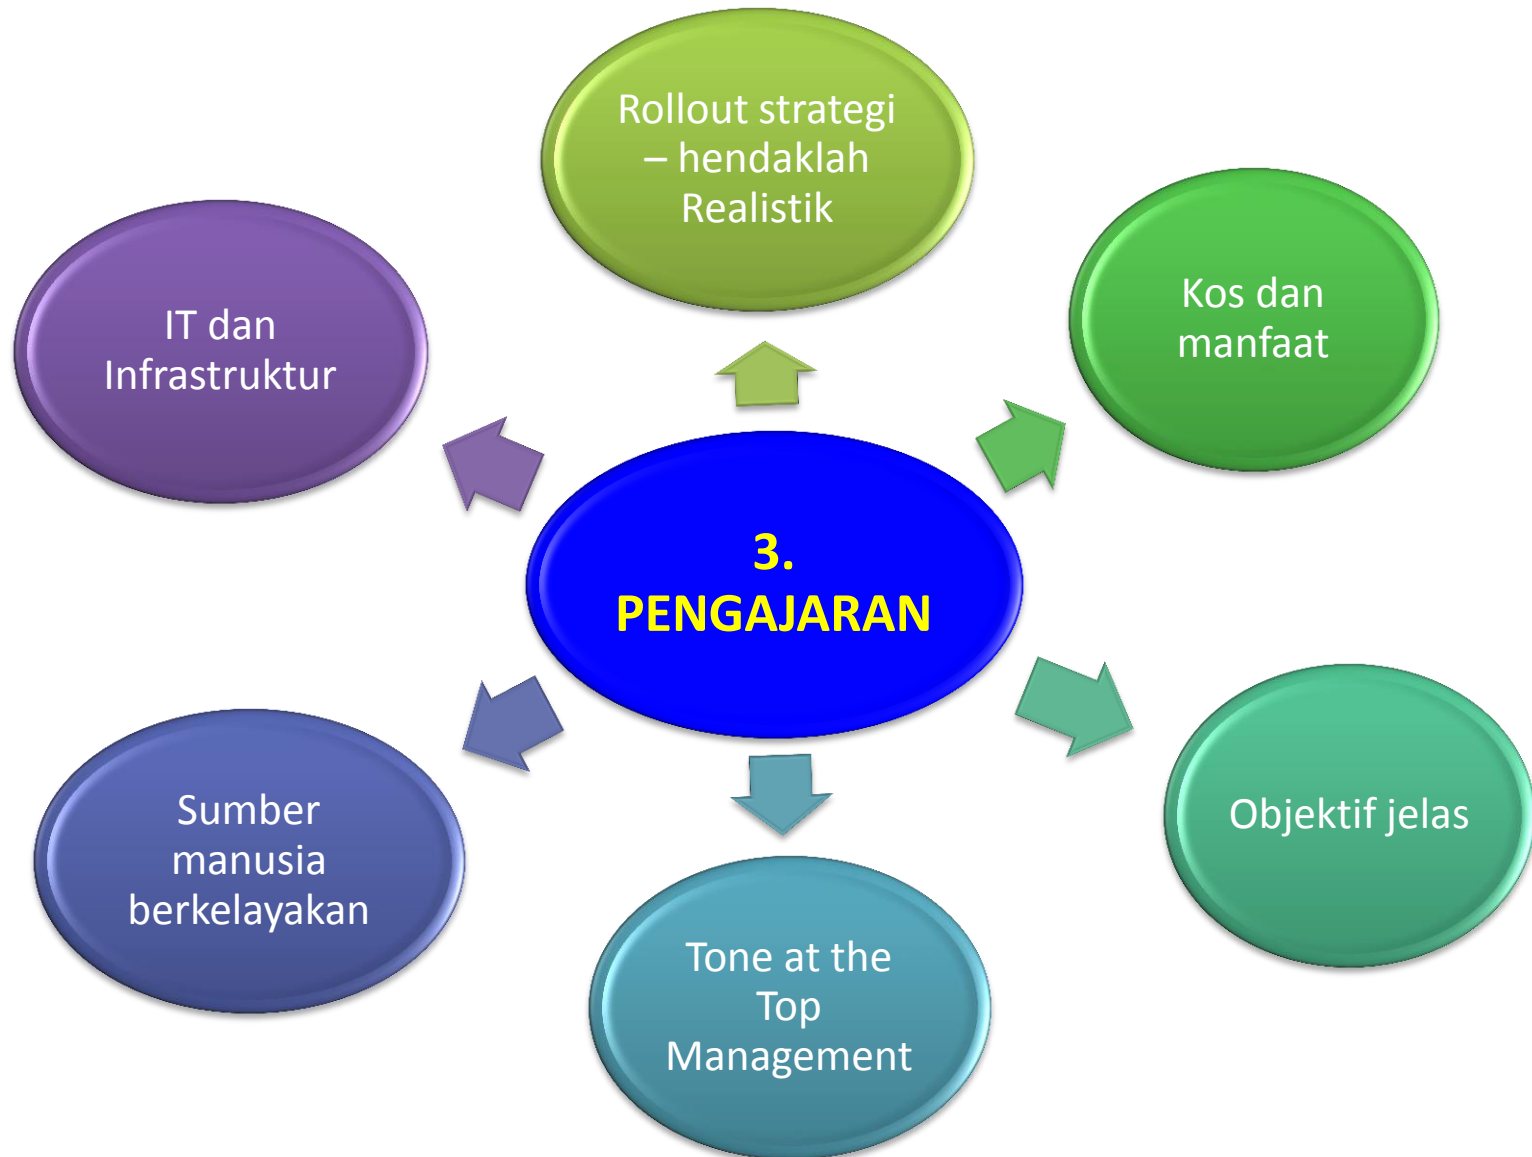 Rollout strategi
– hendaklah
Realistik
Kos dan
manfaat
IT dan
Infrastruktur
3.
PENGAJARAN
Objektif jelas
Sumber
manusia
berkelayakan
Tone at the
Top
Management